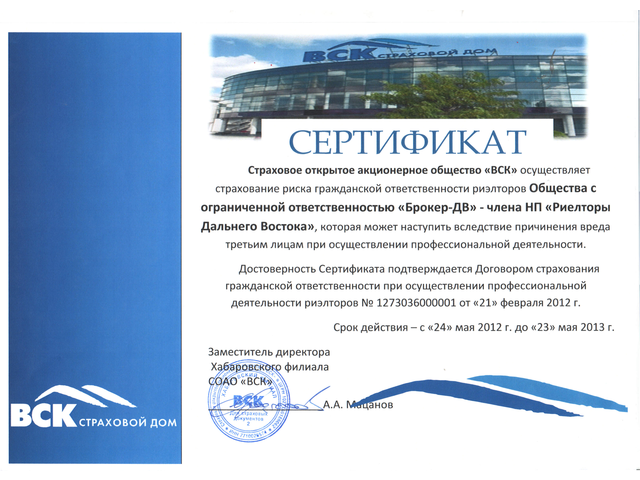 ВСК СТРАХОВОЙ ДОМ
СЕРТИФИКАТ
Страховое открытое акционерное общество «ВСК» осуществляет
страхование риска гражданской ответственности риэлторов Общества с
ограниченной ответственностью «Брокер-ДВ» - члена НП «Риелторы
Дальнего Востока», которая может наступить вследствие причинения вреда
третьим лицам при осуществлении профессиональной деятельности.
Достоверность Сертификата подтверждается Договором страхования
гражданской ответственности при осуществлении профессиональной
деятельности риэлторов № 1273036000001 от «21» февраля 2012 г.
Срок действия – с «24» мая 2012 г. до «23» мая 2013 г.
Заместитель директора
Хабаровского филиала
СОАО «ВСК»
А.А. Мацанов
ВСК
Для страховых
документов
2
ВСК СТРАХОВОЙ ДОМ